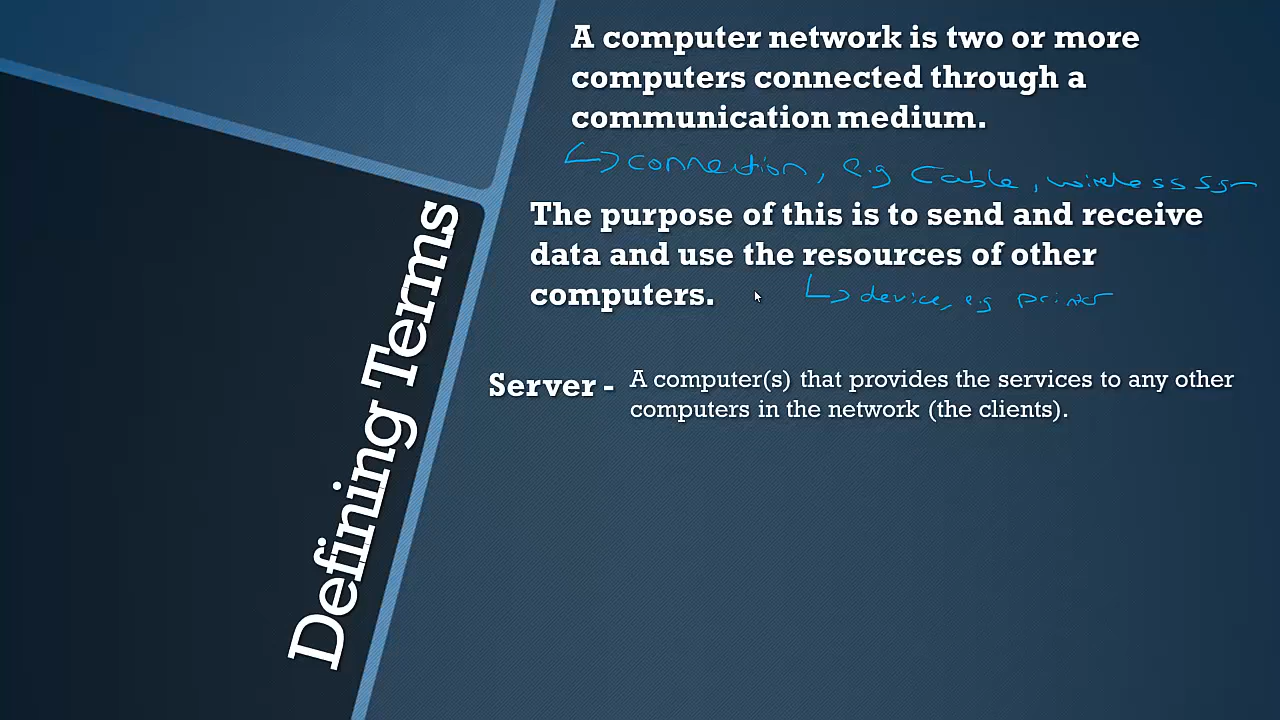 A computer network is two or more
computers connected through a
communication medium.
connection, e.g Cable, wireless
The purpose of this is to send and receive
data and use the resources of other
computers.
device, e.g printer
Server - A computer(s) that provides the services to any other
computers in the network (the clients).
Defining Terms